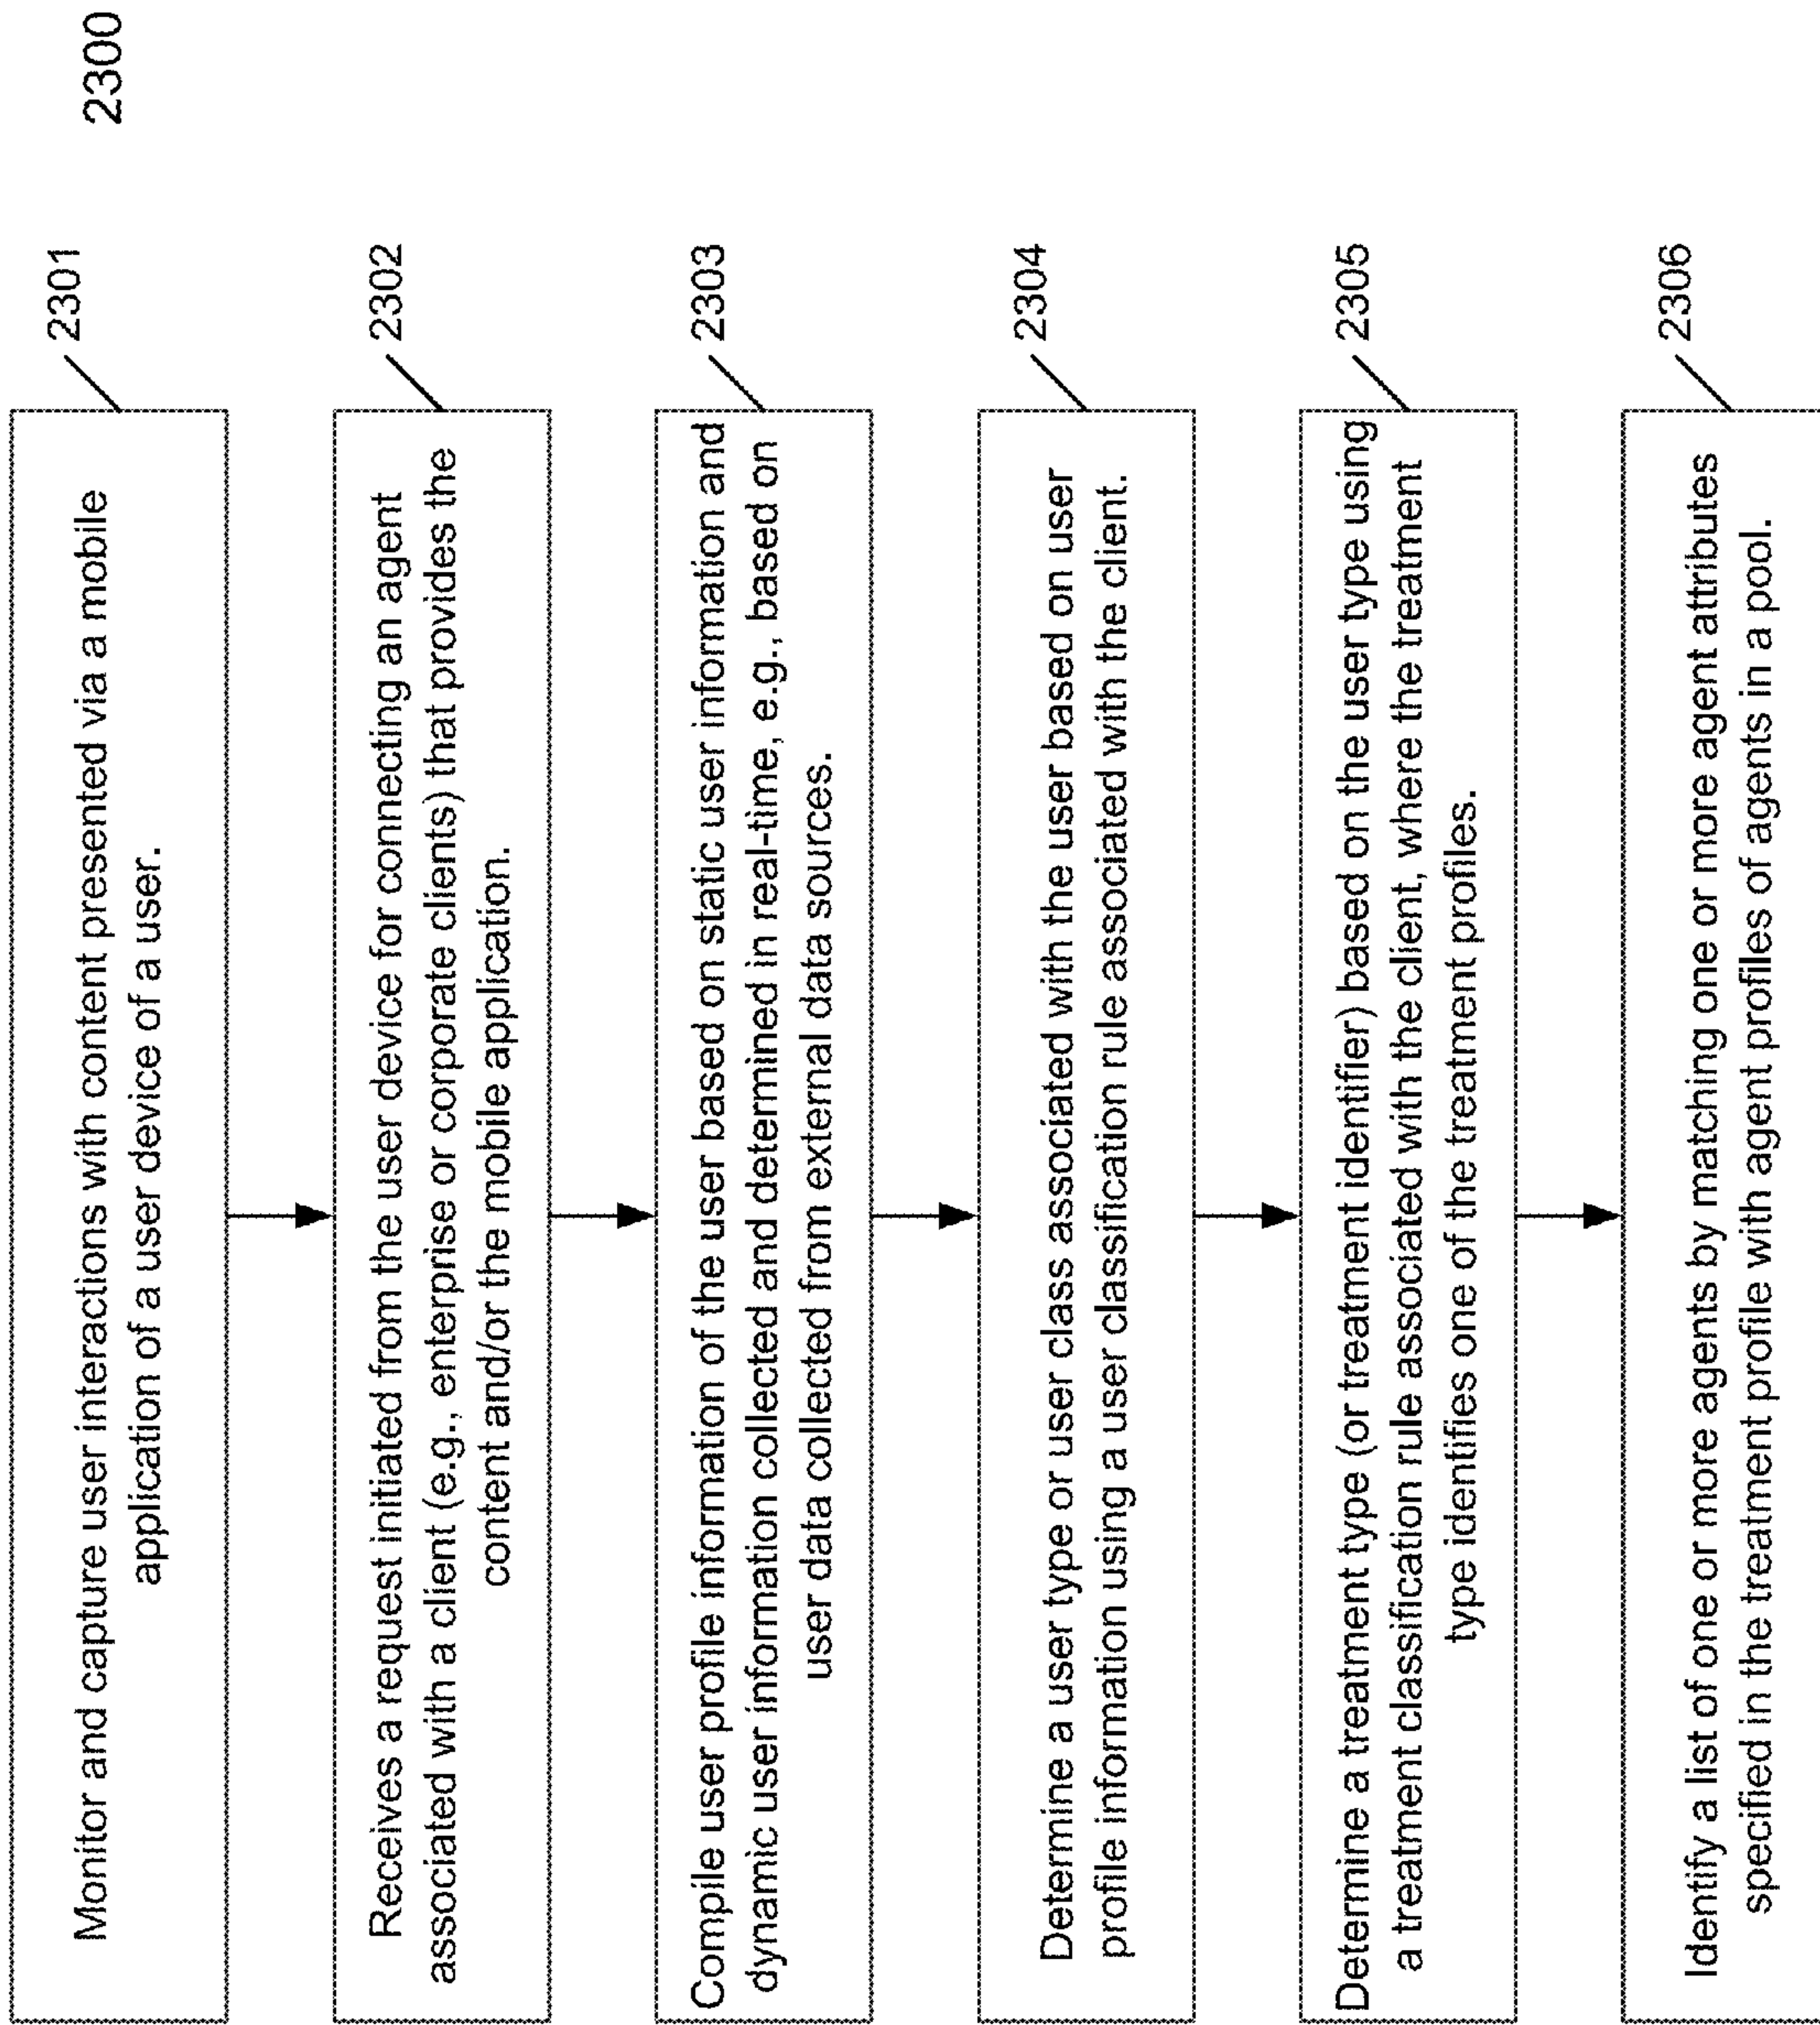 2300
2301
Monitor and capture user interactions with content presented via a mobile
application of a user device of a user.
2302
Receives a request initiated from the user device for connecting an agent
associated with a client (e.g., enterprise or corporate clients) that provides the
content and/or the mobile application.
2303
Compile user profile information of the user based on static user information and
dynamic user information collected and determined in real-time, e.g., based on
user data collected from external data sources.
2304
Determine a user type or user class associated with the user based on user
profile information using a user classification rule associated with the client.
2305
Determine a treatment type (or treatment identifier) based on the user type using
a treatment classification rule associated with the client, where the treatment
type identifies one of the treatment profiles.
2306
Identify a list of one or more agents by matching one or more agent attributes
specified in the treatment profile with agent profiles of agents in a pool.